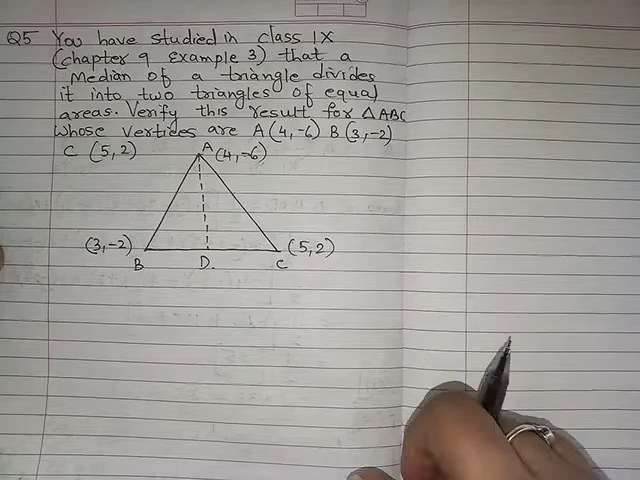 Q5 You have studied in class IX
(chapter 9 Example 3) that a
Median of a triangle divides
it into two triangles of equal
areas. Verify this result for △ABC
whose vertices are A(4,-6) B(3,-2)
C (5,2)
A (4,-6)
(3,-2) (5,2)
B D. C